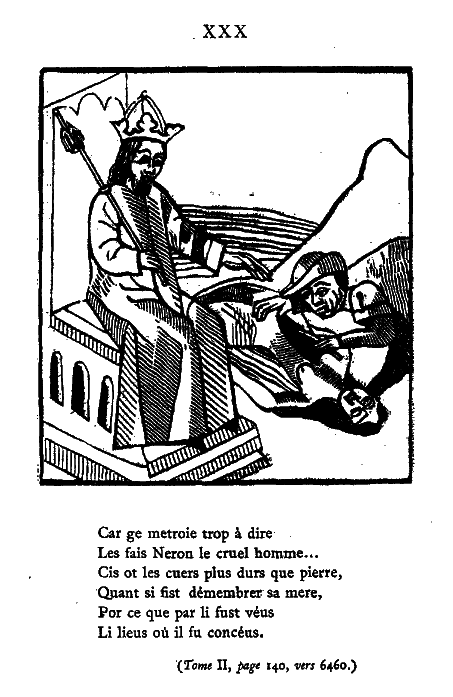 XXX
Car ge metroie trop à dire
Les fais Neron le cruel homme...
Cis ot les cuers plus durs que pierre,
Quant si fist démembrer sa mere,
Por ce que par li fust véus
Li lieus où il fu concéus.
(Tome II, page 140, vers 6460.)